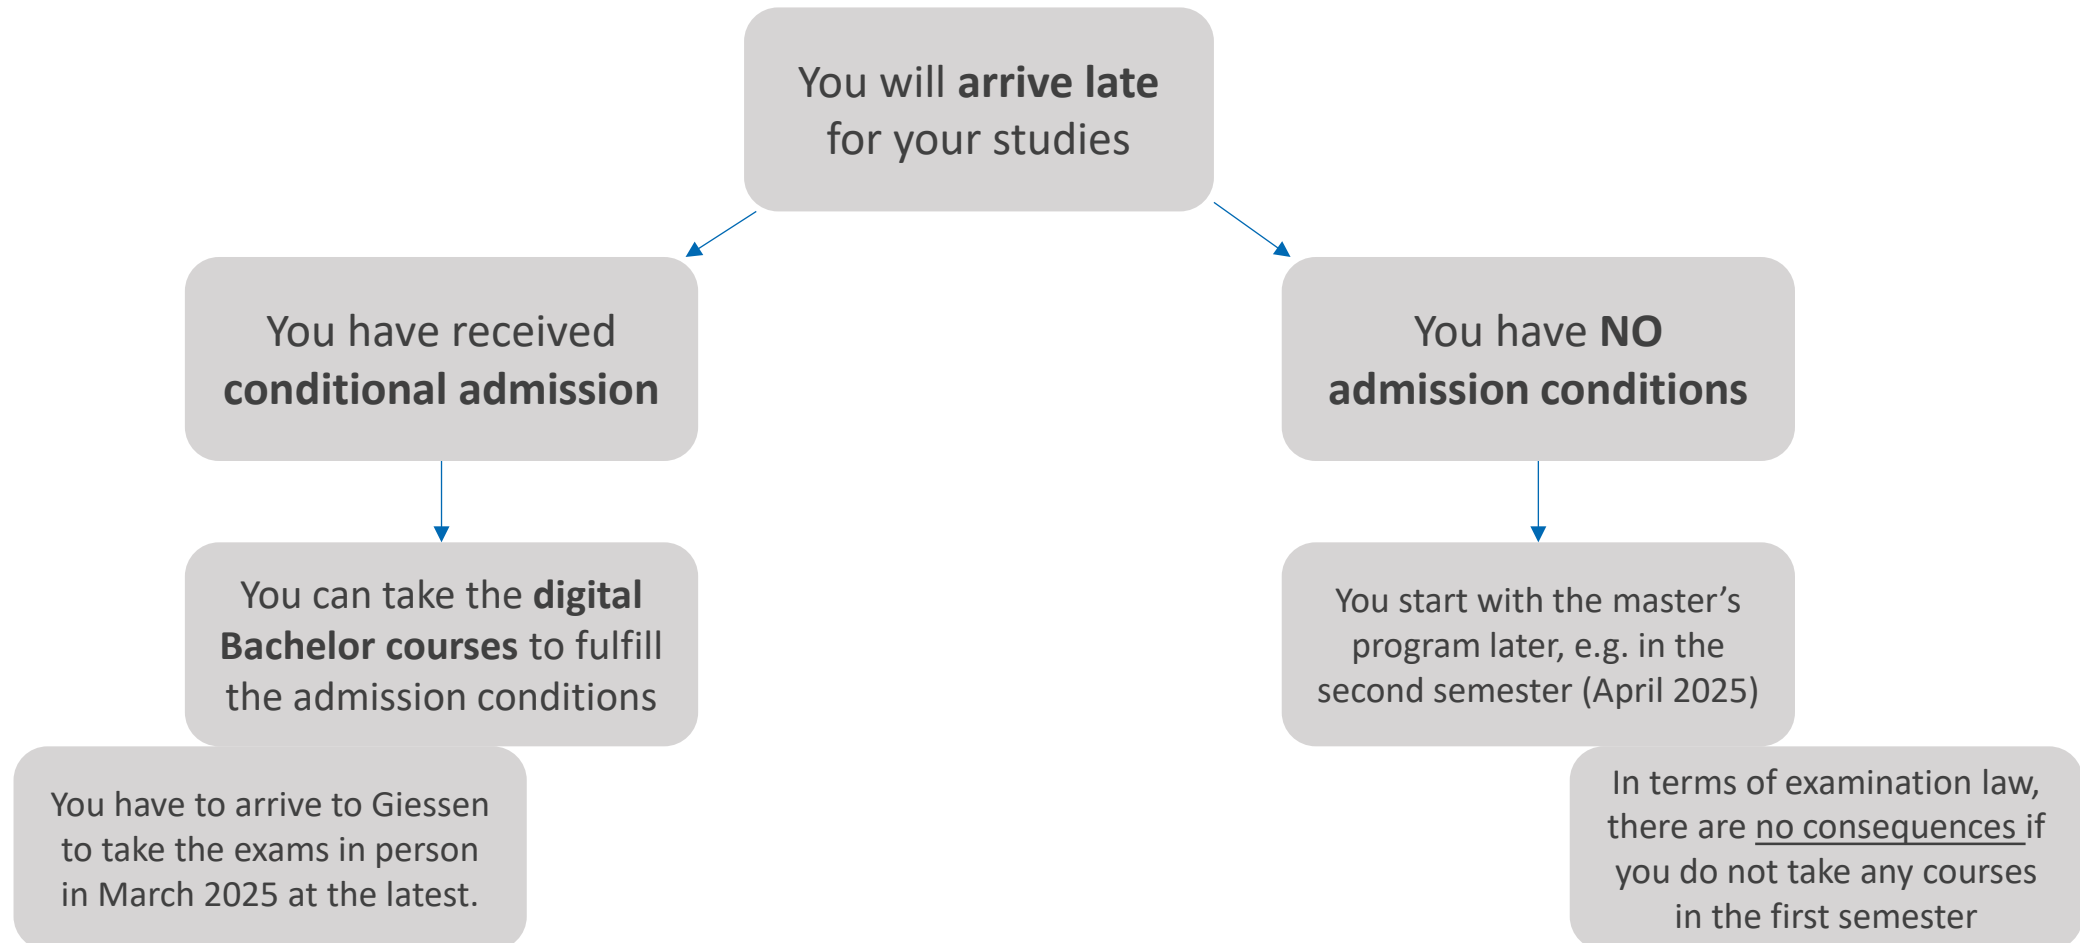 You will arrive late
for your studies
You have received
conditional admission
You have NO
admission conditions
You can take the digital
Bachelor courses to fulfill
the admission conditions
You start with the master’s
program later, e.g. in the
second semester (April 2025)
You have to arrive to Giessen
to take the exams in person
in March 2025 at the latest.
In terms of examination law,
there are no consequences if
you do not take any courses
in the first semester